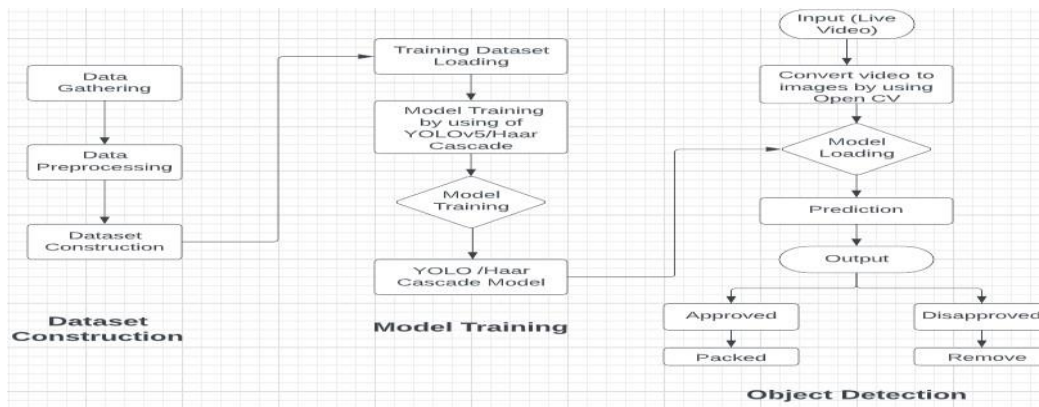 Data
Gathering
Data
Preprocessing
Dataset
Construction
Dataset
Construction
Training Dataset
Loading
Model Training
by using of
YOLOv5/Haar
Cascade
Model
Training
YOLO /Haar
Cascade Model
Model Training
Input (Live
Video)
Convert video to
images by using
Open CV
Model
Loading
Prediction
Output
Approved
Disapproved
Packed
Remove
Object Detection